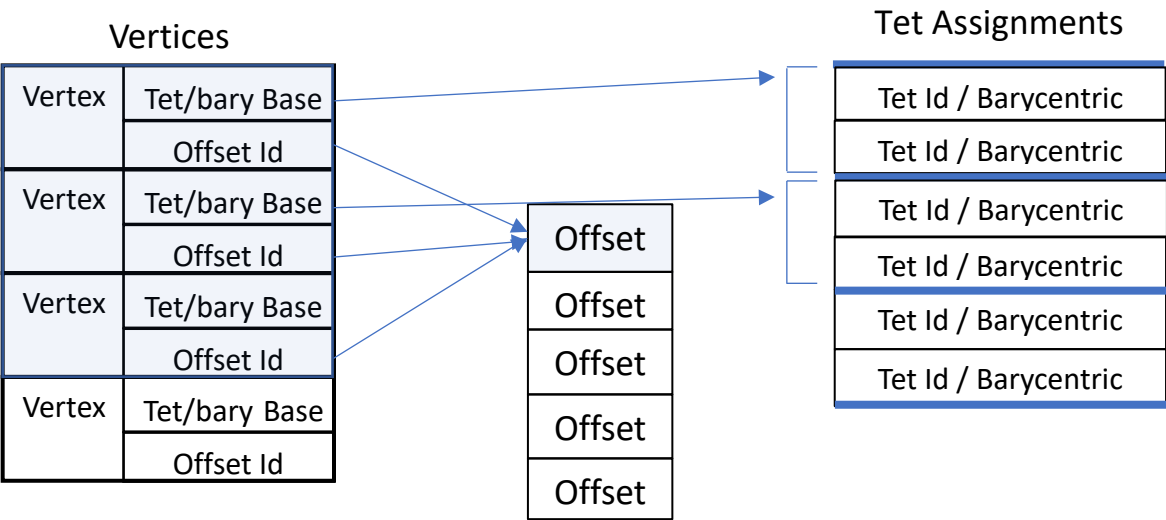 Vertices
Vertex Tet/bary Base
Offset Id
Vertex Tet/bary Base
Offset Id
Vertex Tet/bary Base
Offset Id
Vertex Tet/bary Base
Offset Id
Offset
Offset
Offset
Offset
Offset
Tet Assignments
Tet Id / Barycentric
Tet Id / Barycentric
Tet Id / Barycentric
Tet Id / Barycentric
Tet Id / Barycentric
Tet Id / Barycentric